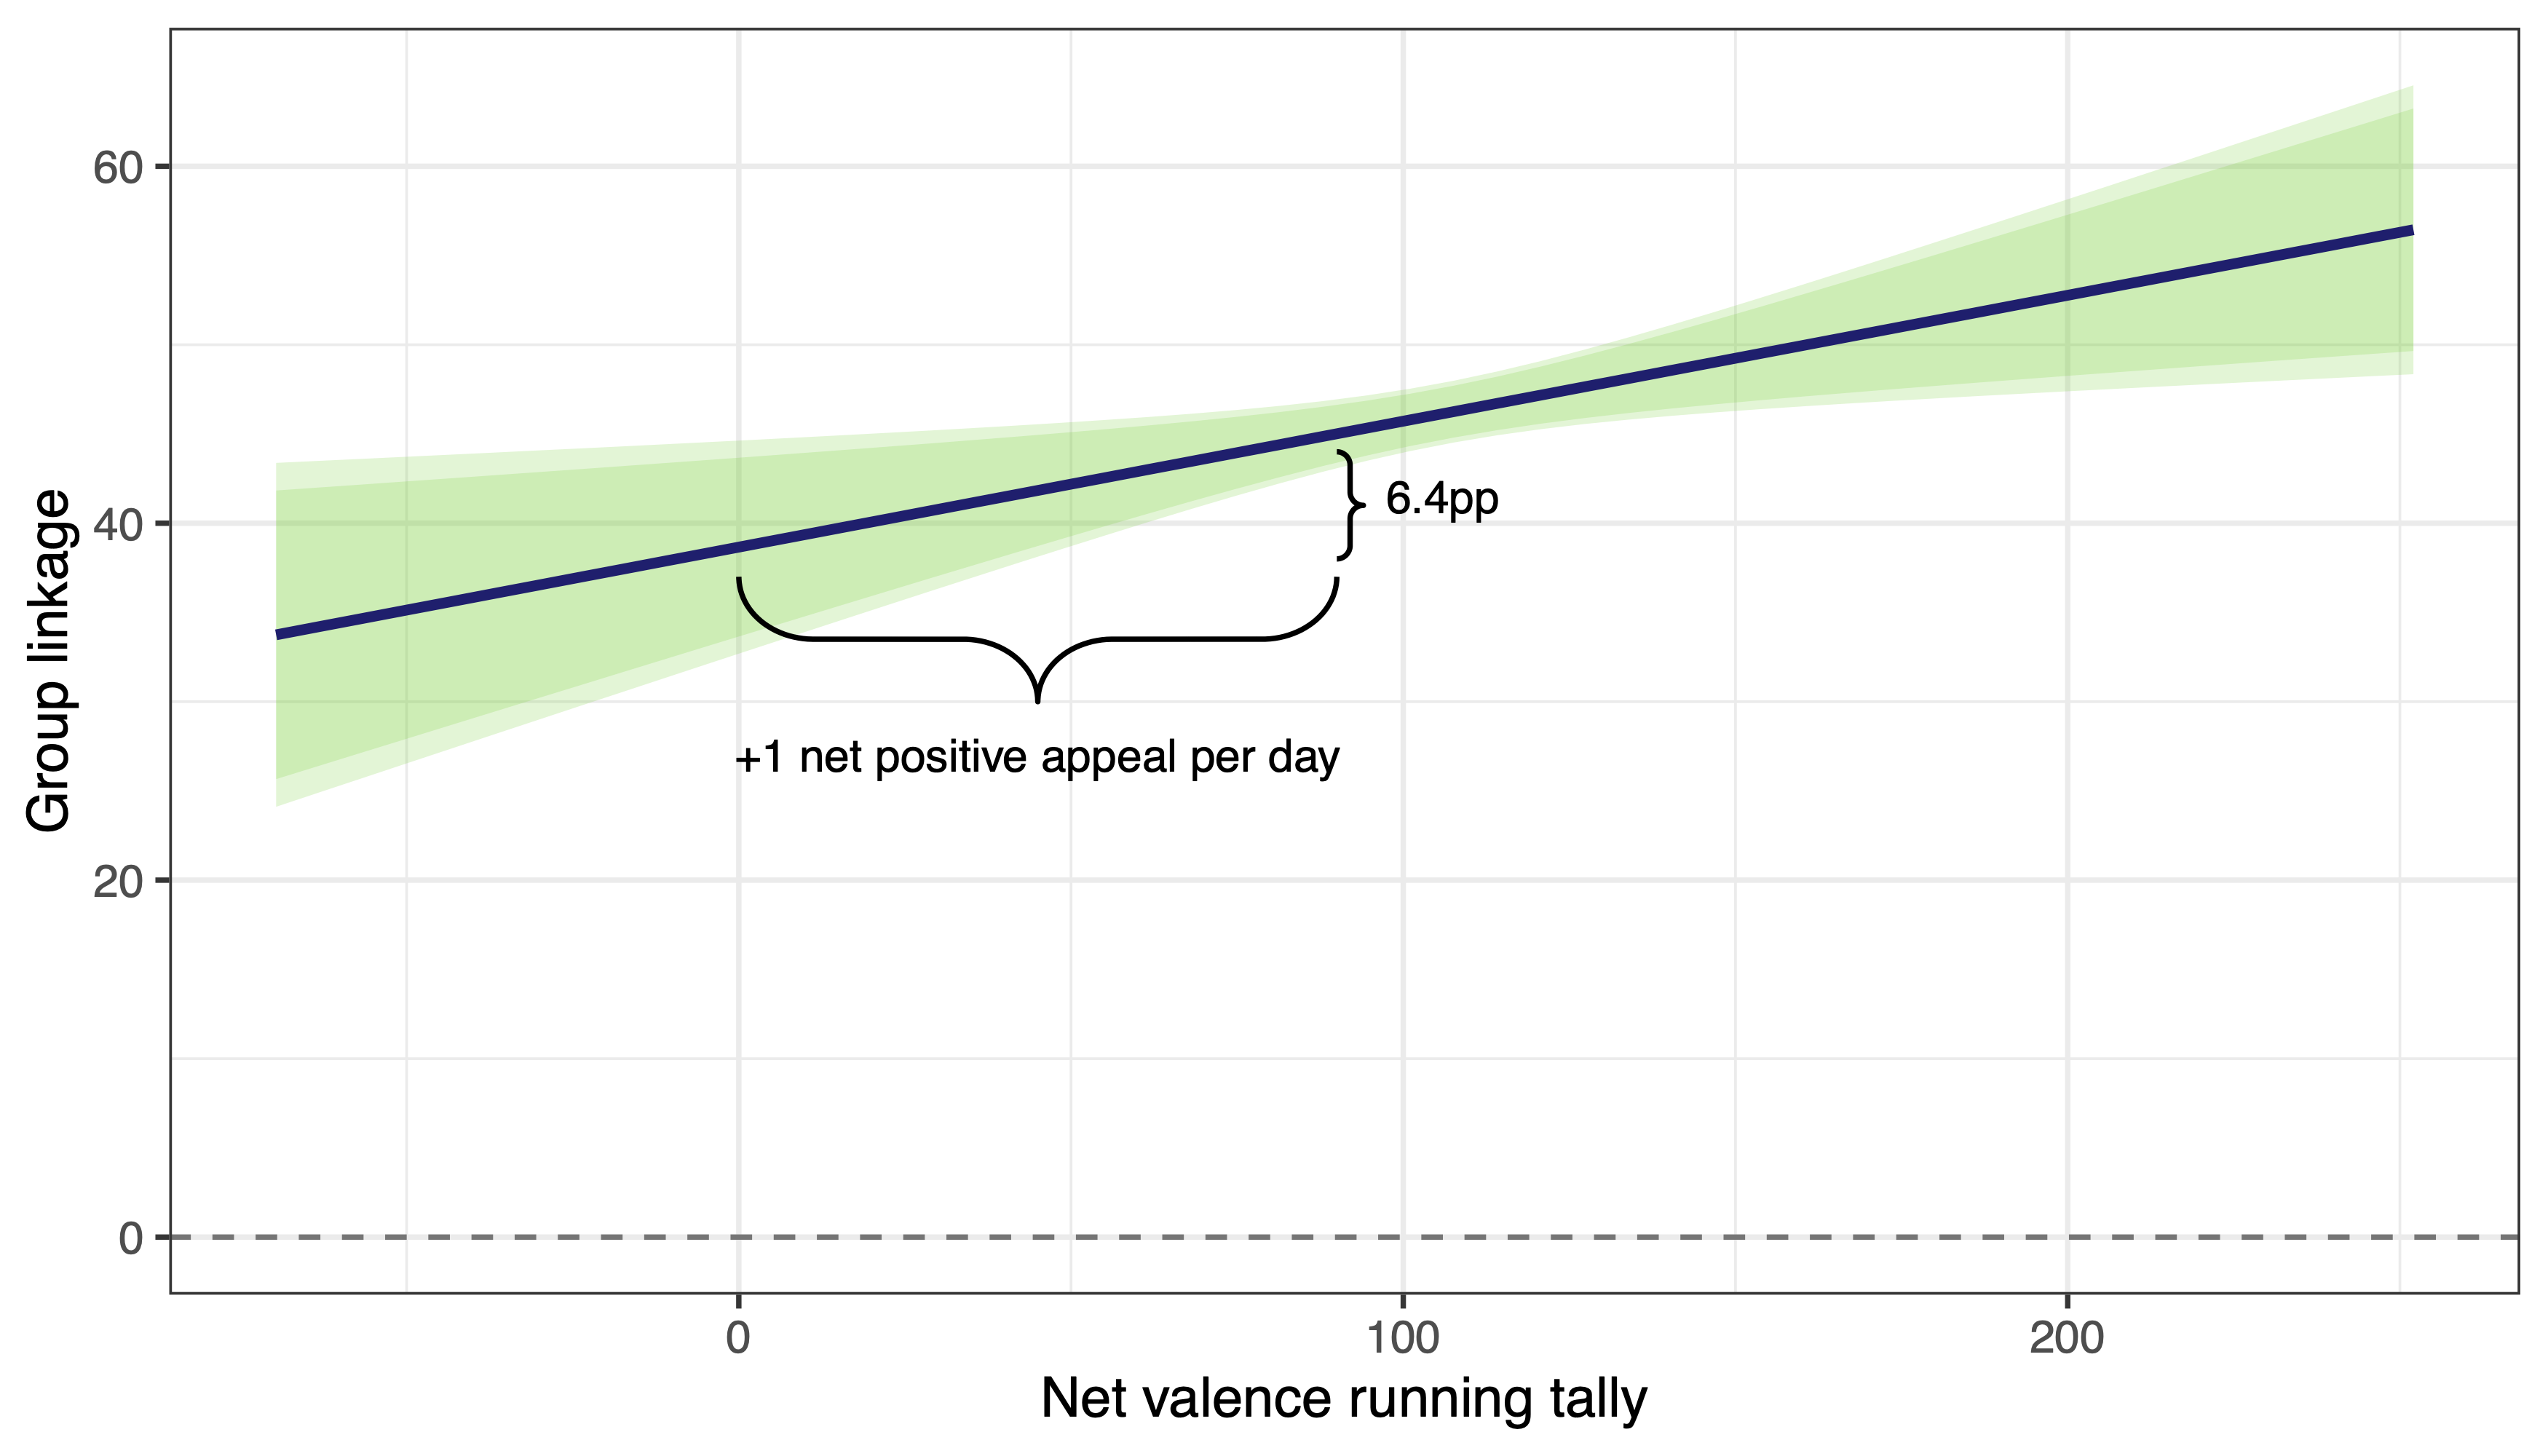 Group linkage
60
40
20
0
6.4pp
+1 net positive appeal per day
0
100
200
Net valence running tally